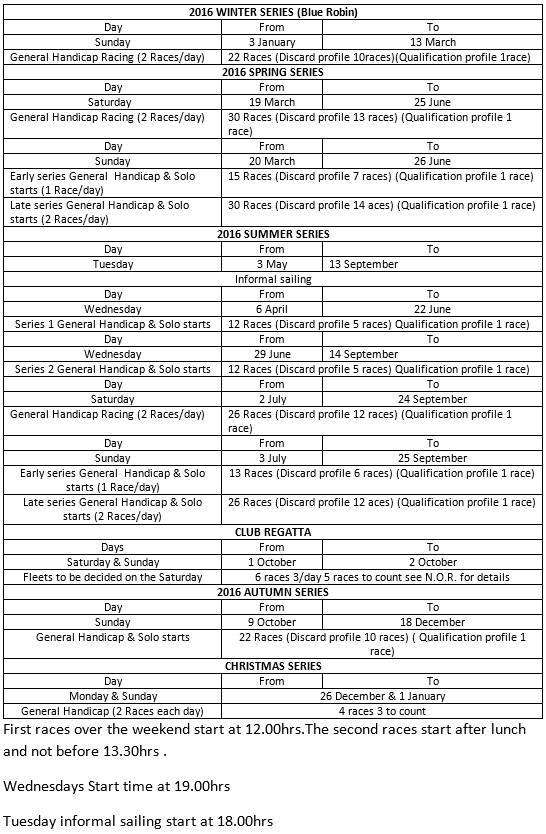 2016 WINTER SERIES (Blue Robin)
Day From To
Sunday 3 January 13 March
General Handicap Racing (2 Races/day) 22 Races (Discard profile 10races)(Qualification profile 1race)
2016 SPRING SERIES
Day From To
Saturday 19 March 25 June
General Handicap Racing (2 Races/day) 30 Races (Discard profile 13 races) (Qualification profile 1
race)
Day From To
Sunday 20 March 26 June
Early series General Handicap & Solo 15 Races (Discard profile 7 races) (Qualification profile 1 race)
starts (1 Race/day)
Late series General Handicap & Solo 30 Races (Discard profile 14 aces) (Qualification profile 1 race)
starts (2 Races/day)
2016 SUMMER SERIES
Day From To
Tuesday 3 May 13 September
Informal sailing
Day From To
Wednesday 6 April 22 June
Series 1 General Handicap & Solo starts 12 Races (Discard profile 5 races) Qualification profile 1 race)
Day From To
Wednesday 29 June 14 September
Series 2 General Handicap & Solo starts 12 Races (Discard profile 5 races) Qualification profile 1 race)
Day From To
Saturday 2 July 24 September
General Handicap Racing (2 Races/day) 26 Races (Discard profile 12 races) (Qualification profile 1
race)
Day From To
Sunday 3 July 25 September
Early series General Handicap & Solo 13 Races (Discard profile 6 races) (Qualification profile 1 race)
starts (1 Race/day)
Late series General Handicap & Solo 26 Races (Discard profile 12 aces) (Qualification profile 1 race)
starts (2 Races/day)
CLUB REGATTA
Days From To
Saturday & Sunday 1 October 2 October
Fleets to be decided on the Saturday 6 races 3/day 5 races to count see N.O.R. for details
2016 AUTUMN SERIES
Day From To
Sunday 9 October 18 December
General Handicap & Solo starts 22 Races (Discard profile 10 races) ( Qualification profile 1
race)
CHRISTMAS SERIES
Day From To
Monday & Sunday 26 December & 1 January
General Handicap (2 Races each day) 4 races 3 to count
First races over the weekend start at 12.00hrs.The second races start after lunch
and not before 13.30hrs .
Wednesdays Start time at 19.00hrs
Tuesday informal sailing start at 18.00hrs